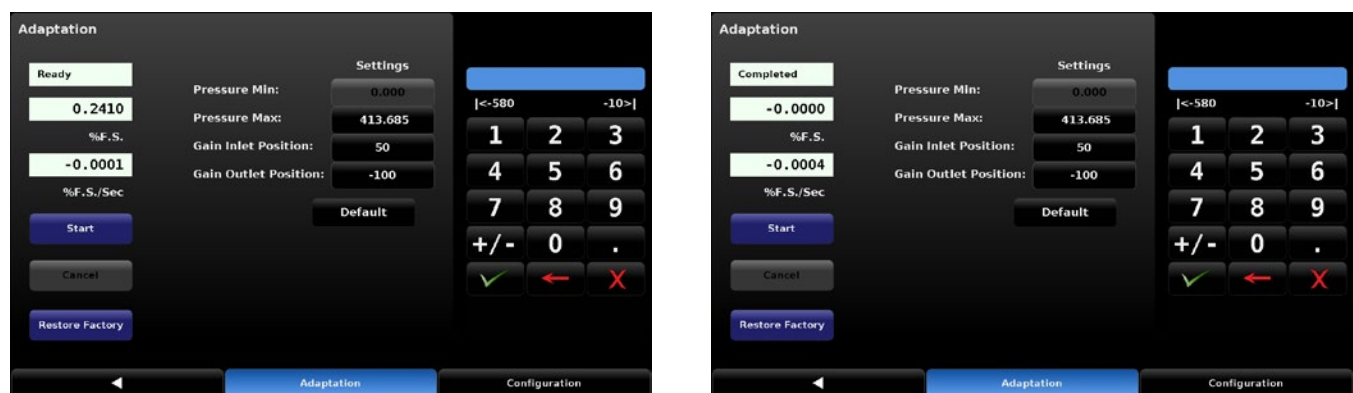 Adaptation
Ready
0.2410
%F.S.
-0.0001
%F.S./Sec
Start
Cancel
Restore Factory
Settings
Pressure Min: 0.000
Pressure Max: 413.685
Gain Inlet Position: 50
Gain Outlet Position: -100
Default
|<-580 -10>|
1 2 3
4 5 6
7 8 9
+/- 0 .
X
Adaptation Configuration
Adaptation
Completed
-0.0000
%F.S.
-0.0004
%F.S./Sec
Start
Cancel
Restore Factory
Settings
Pressure Min: 0.000
Pressure Max: 413.685
Gain Inlet Position: 50
Gain Outlet Position: -100
Default
|<-580 -10>|
1 2 3
4 5 6
7 8 9
+/- 0 .
X
Adaptation Configuration